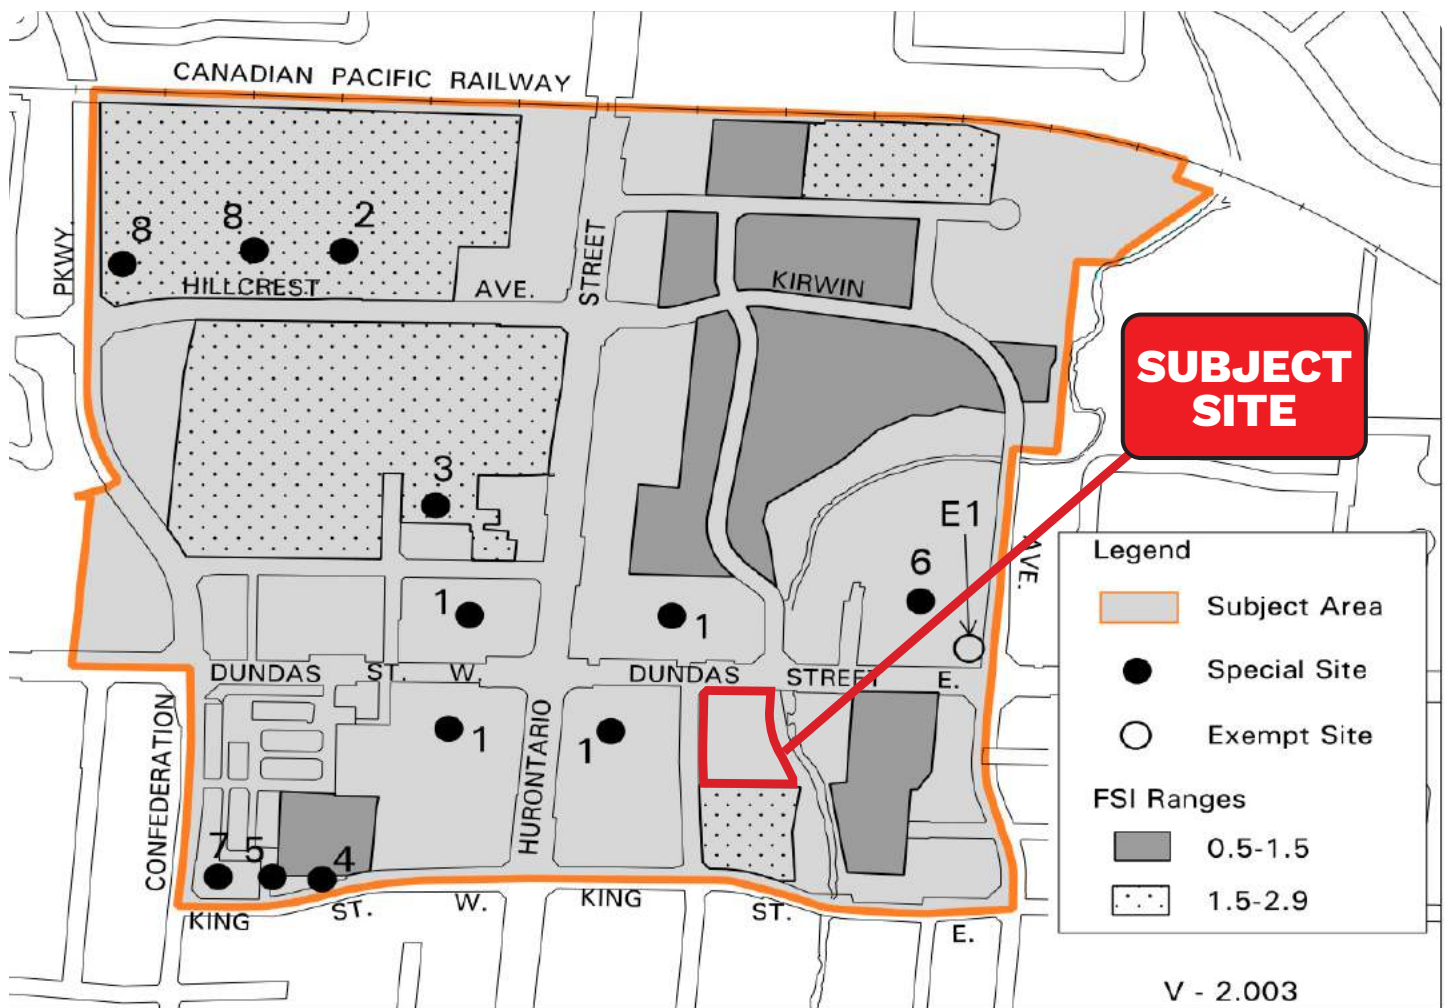 CANADIAN PACIFIC RAILWAY
PKWY.
8
8
2
HILLCREST AVE.
STREET
KIRWIN
SUBJECT
SITE
3
E1
6
AVE.
1
1
DUNDAS ST. W.
DUNDAS STREET E.
CONFEDERATION
HURONTARIO
1
1
7
5
4
KING ST. W.
KING ST. E.
Legend
Subject Area
Special Site
Exempt Site
FSI Ranges
0.5-1.5
1.5-2.9
V - 2.003